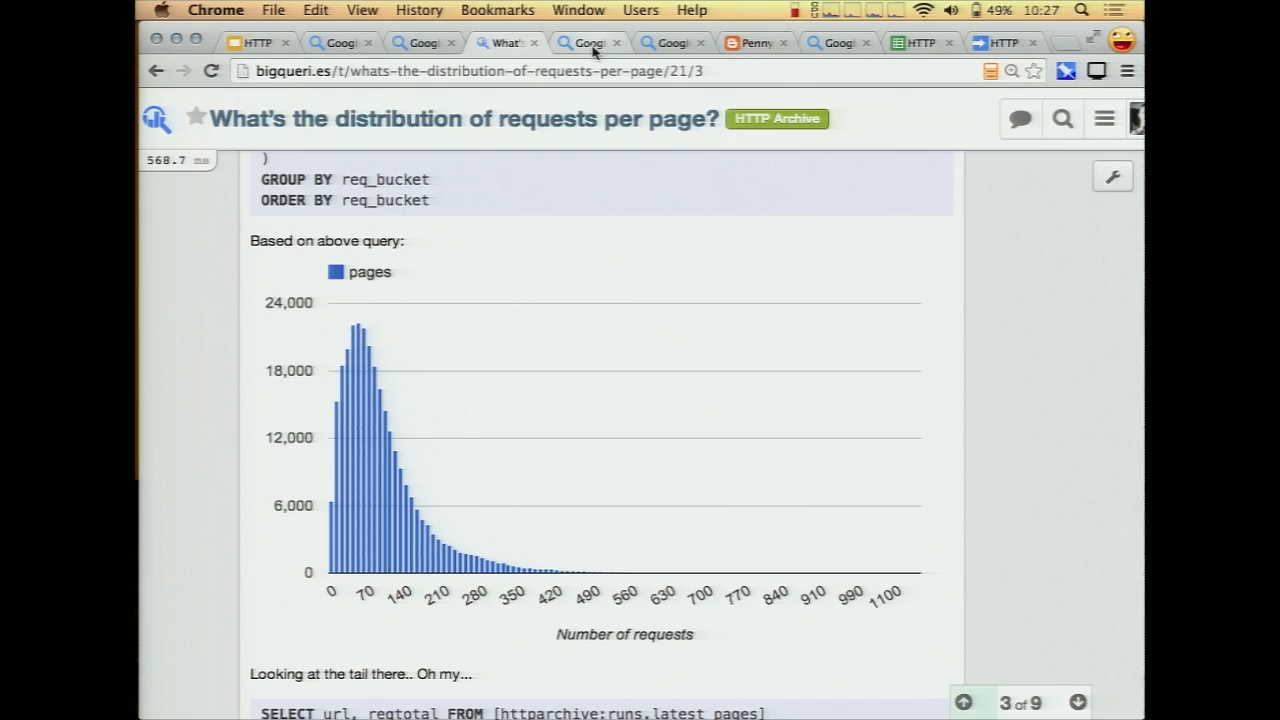 Chrome File Edit View History Bookmarks Window Users Help 49% 10:27
HTTP Googl Googl What's Googl Googl Penny Googl HTTP HTTP
bigqueri.es/t/whats-the-distribution-of-requests-per-page/21/3
What's the distribution of requests per page? HTTP Archive
568.7 ms
)
GROUP BY req_bucket
ORDER BY req_bucket
Based on above query:
pages
24,000
18,000
12,000
6,000
0
0 70 140 210 280 350 420 490 560 630 700 770 840 910 990 1100
Number of requests
Looking at the tail there.. Oh my...
SELECT url, reqtotal FROM [httparchive:runs.latest_pages]
3 of 9